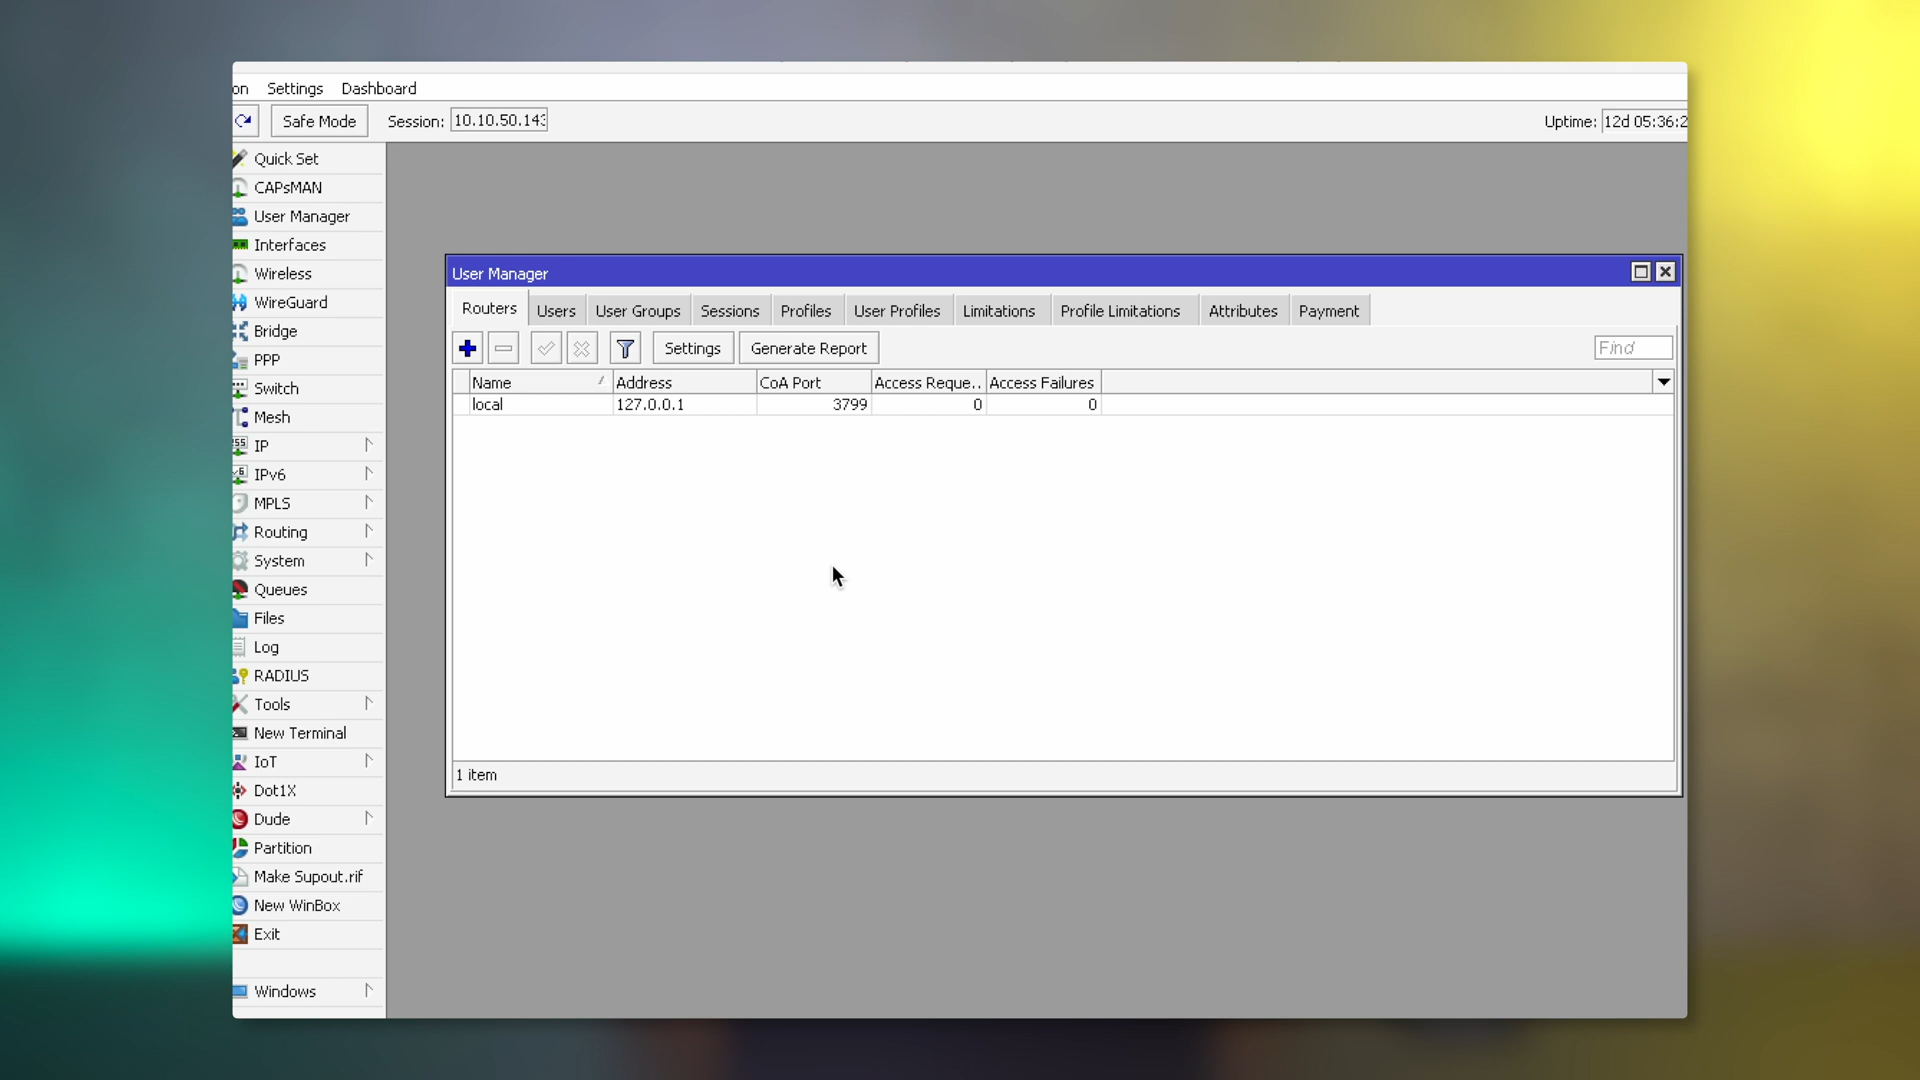 on Settings Dashboard
Safe Mode Session: 10.10.50.143 Uptime: 12d 05:36:2
Quick Set
CAPsMAN
User Manager
Interfaces
Wireless
WireGuard
Bridge
PPP
Switch
Mesh
IP
IPv6
MPLS
Routing
System
Queues
Files
Log
RADIUS
Tools
New Terminal
IoT
Dot1X
Dude
Partition
Make Supout.rif
New WinBox
Exit
Windows
User Manager
Routers Users User Groups Sessions Profiles User Profiles Limitations Profile Limitations Attributes Payment
Settings Generate Report Find
Name Address CoA Port Access Reque.. Access Failures
local 127.0.0.1 3799 0 0
1 item